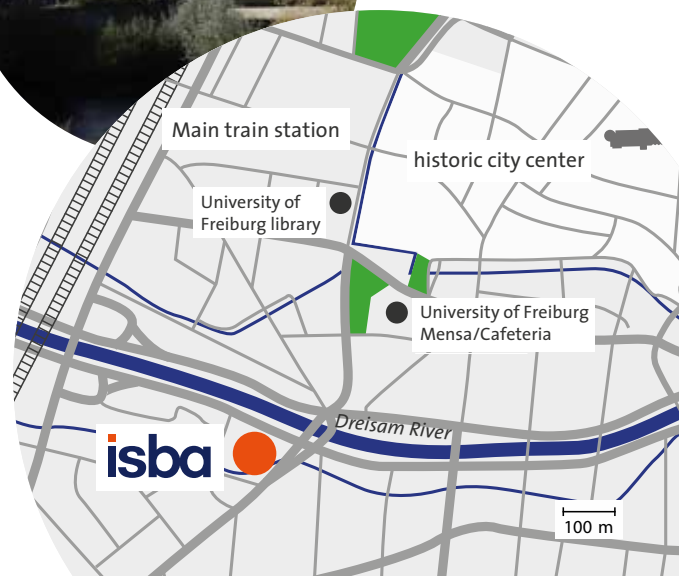 Main train station
historic city center
University of
Freiburg library
University of Freiburg
Mensa/Cafeteria
Dreisam River
isba
100 m